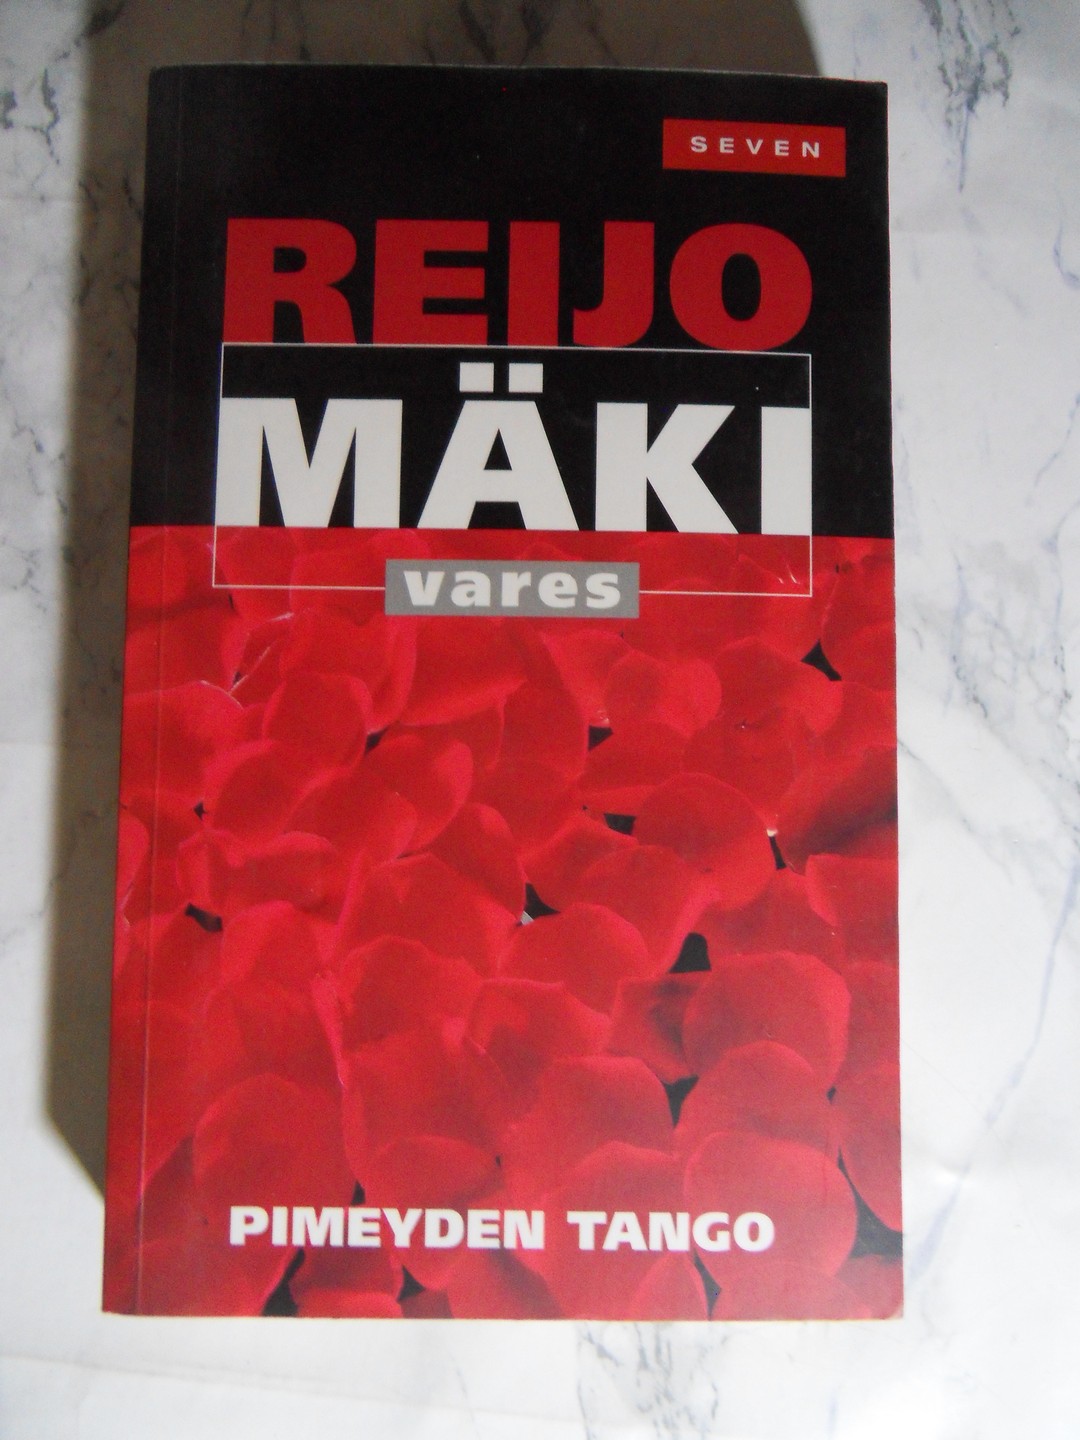 SEVEN
REIJO
MÄKI
vares
PIMEYDEN TANGO